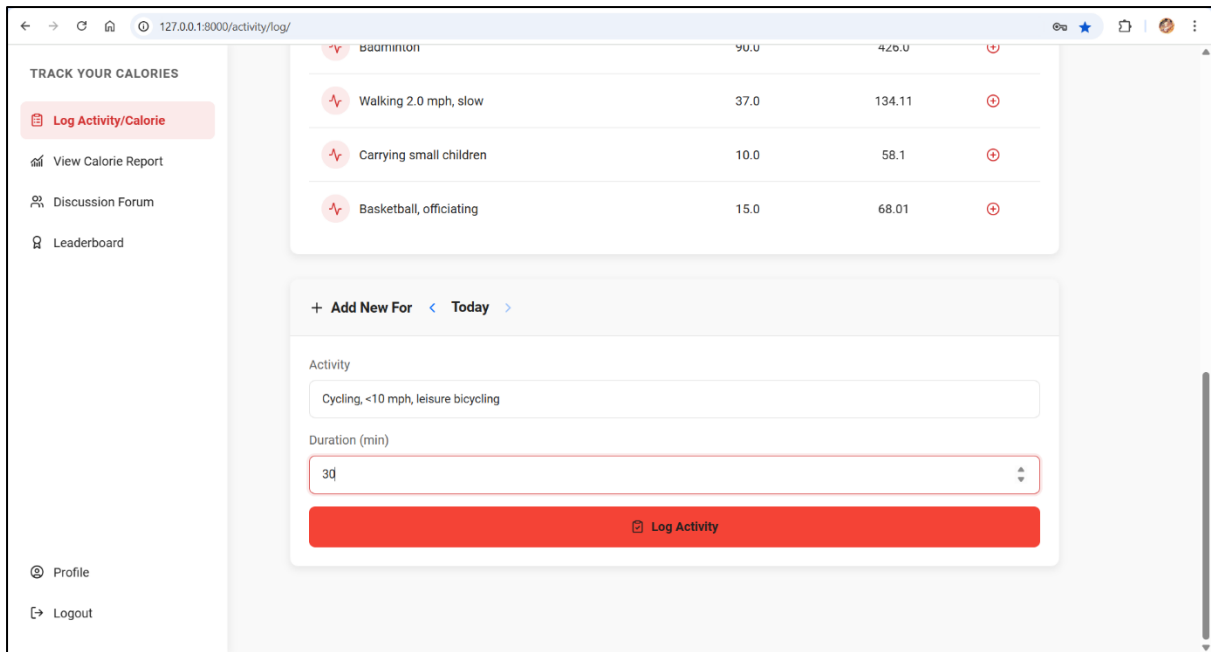 127.0.0.1:8000/activity/log/
TRACK YOUR CALORIES
Log Activity/Calorie
View Calorie Report
Discussion Forum
Leaderboard
Profile
Logout
Badminton 90.0 426.0
Walking 2.0 mph, slow 37.0 134.11
Carrying small children 10.0 58.1
Basketball, officiating 15.0 68.01
+ Add New For < Today >
Activity
Cycling, <10 mph, leisure bicycling
Duration (min)
30
Log Activity